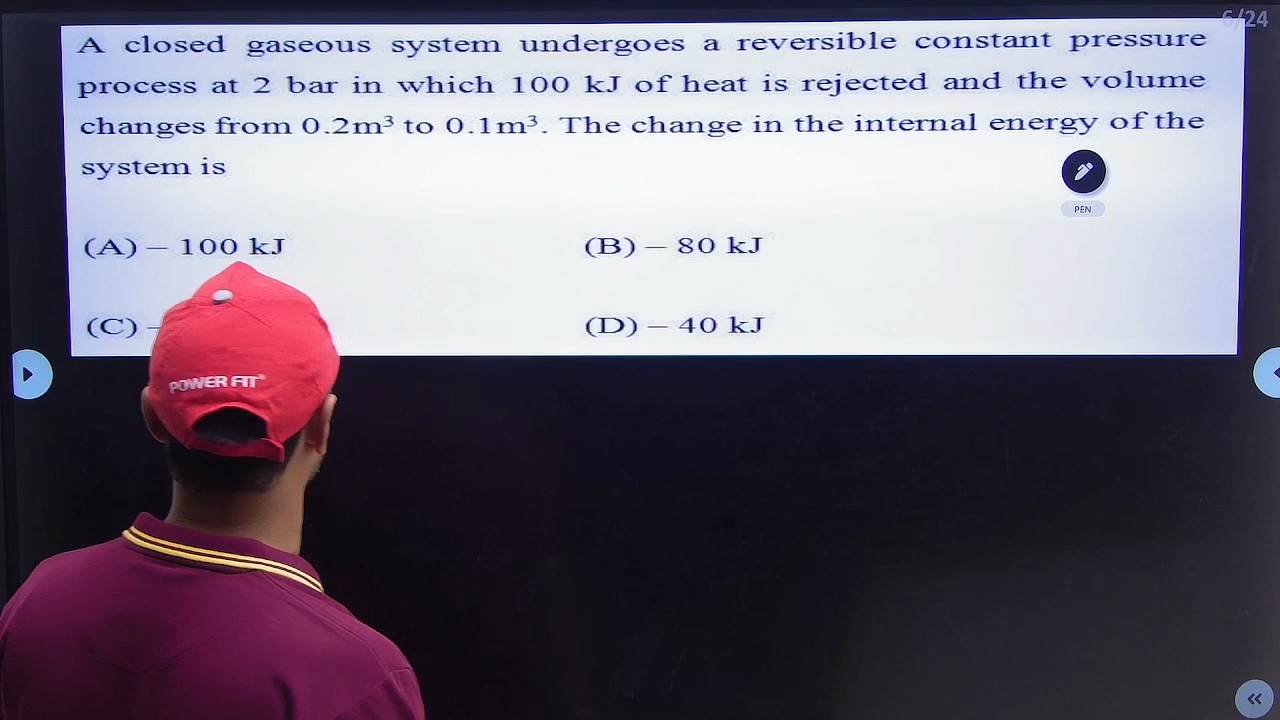 6/24
A closed gaseous system undergoes a reversible constant pressure
process at 2 bar in which 100 kJ of heat is rejected and the volume
changes from 0.2m³ to 0.1m³. The change in the internal energy of the
system is
PEN
(A) – 100 kJ (B) – 80 kJ
(C) – (D) – 40 kJ
POWER FIT®